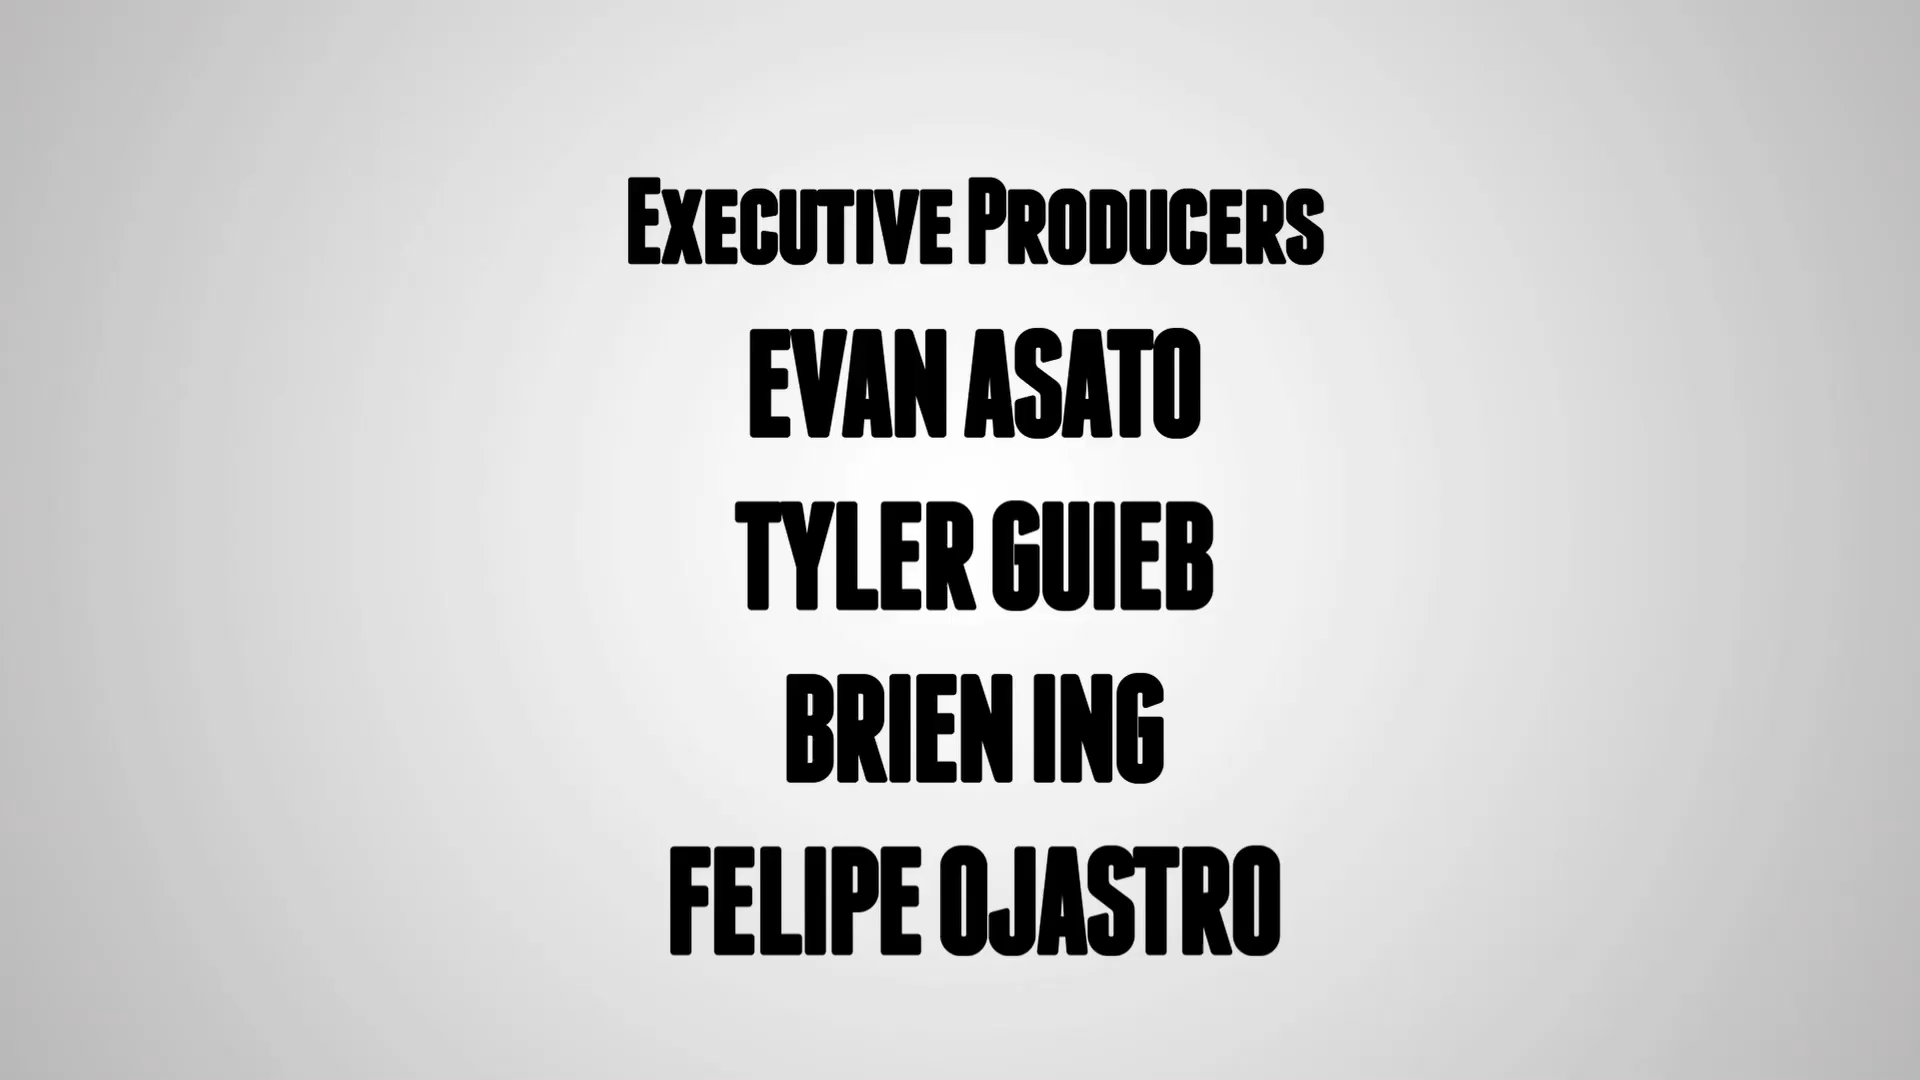 Executive Producers
EVAN ASATO
TYLER GUIEB
BRIEN ING
FELIPE OJASTRO